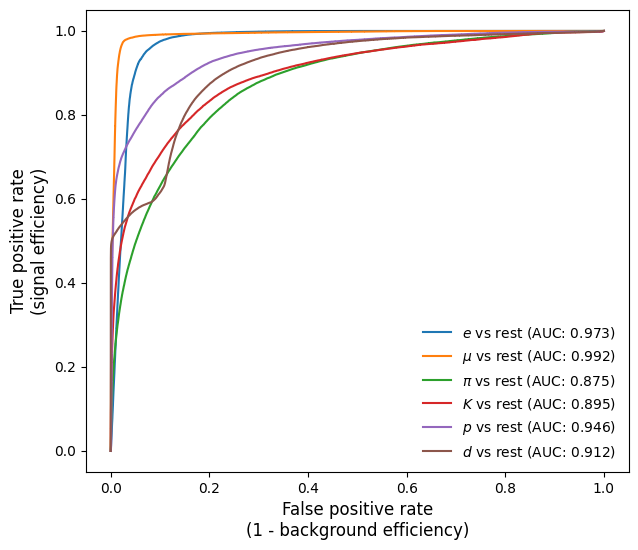 1.0
0.8
0.6
0.4
0.2
0.0
True positive rate
(signal efficiency)
e vs rest (AUC: 0.973)
μ vs rest (AUC: 0.992)
π vs rest (AUC: 0.875)
K vs rest (AUC: 0.895)
p vs rest (AUC: 0.946)
d vs rest (AUC: 0.912)
0.0 0.2 0.4 0.6 0.8 1.0
False positive rate
(1 - background efficiency)